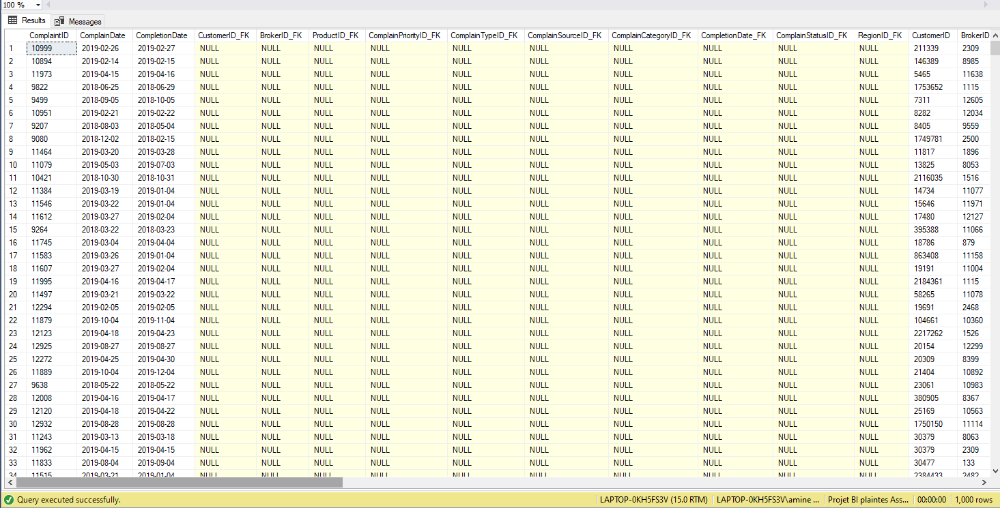 100 %
Results Messages
ComplaintID ComplainDate CompletionDate CustomerID_FK BrokerID_FK ProductID_FK ComplainPriorityID_FK ComplainTypeID_FK ComplainSourceID_FK ComplainCategoryID_FK CompletionDate_FK ComplainStatusID_FK RegionID_FK CustomerID BrokerID
1 10999 2019-02-26 2019-02-27 NULL NULL NULL NULL NULL NULL NULL NULL NULL NULL 211339 2309
2 10894 2019-02-14 2019-02-15 NULL NULL NULL NULL NULL NULL NULL NULL NULL NULL 146389 8985
3 11973 2019-04-15 2019-04-16 NULL NULL NULL NULL NULL NULL NULL NULL NULL NULL 5465 11638
4 9822 2018-06-25 2018-06-29 NULL NULL NULL NULL NULL NULL NULL NULL NULL NULL 1753652 1115
5 9499 2018-09-05 2018-10-05 NULL NULL NULL NULL NULL NULL NULL NULL NULL NULL 7311 12605
6 10951 2019-02-21 2019-02-22 NULL NULL NULL NULL NULL NULL NULL NULL NULL NULL 8282 12034
7 9207 2018-08-03 2018-05-04 NULL NULL NULL NULL NULL NULL NULL NULL NULL NULL 8405 9559
8 9080 2018-12-02 2018-02-15 NULL NULL NULL NULL NULL NULL NULL NULL NULL NULL 1749781 2500
9 11464 2019-03-20 2019-03-28 NULL NULL NULL NULL NULL NULL NULL NULL NULL NULL 11817 1896
10 11079 2019-05-03 2019-07-03 NULL NULL NULL NULL NULL NULL NULL NULL NULL NULL 13825 8053
11 10421 2018-10-30 2018-10-31 NULL NULL NULL NULL NULL NULL NULL NULL NULL NULL 2116035 1516
12 11384 2019-03-19 2019-01-04 NULL NULL NULL NULL NULL NULL NULL NULL NULL NULL 14734 11077
13 11546 2019-03-22 2019-01-04 NULL NULL NULL NULL NULL NULL NULL NULL NULL NULL 15646 11971
14 11612 2019-03-27 2019-02-04 NULL NULL NULL NULL NULL NULL NULL NULL NULL NULL 17480 12127
15 9264 2018-03-22 2018-03-23 NULL NULL NULL NULL NULL NULL NULL NULL NULL NULL 395388 11066
16 11745 2019-03-04 2019-04-04 NULL NULL NULL NULL NULL NULL NULL NULL NULL NULL 18786 879
17 11583 2019-03-26 2019-01-04 NULL NULL NULL NULL NULL NULL NULL NULL NULL NULL 863408 11158
18 11607 2019-03-27 2019-02-04 NULL NULL NULL NULL NULL NULL NULL NULL NULL NULL 19191 11004
19 11995 2019-04-16 2019-04-17 NULL NULL NULL NULL NULL NULL NULL NULL NULL NULL 2184361 1115
20 11497 2019-03-21 2019-03-22 NULL NULL NULL NULL NULL NULL NULL NULL NULL NULL 58265 11078
21 12294 2019-02-05 2019-02-05 NULL NULL NULL NULL NULL NULL NULL NULL NULL NULL 19691 2468
22 11879 2019-10-04 2019-11-04 NULL NULL NULL NULL NULL NULL NULL NULL NULL NULL 104661 10360
23 12123 2019-04-18 2019-04-23 NULL NULL NULL NULL NULL NULL NULL NULL NULL NULL 2217262 1526
24 12925 2019-08-27 2019-08-27 NULL NULL NULL NULL NULL NULL NULL NULL NULL NULL 20154 12299
25 12272 2019-04-25 2019-04-30 NULL NULL NULL NULL NULL NULL NULL NULL NULL NULL 20309 8399
26 11889 2019-10-04 2019-12-04 NULL NULL NULL NULL NULL NULL NULL NULL NULL NULL 21404 10892
27 9638 2018-05-22 2018-05-22 NULL NULL NULL NULL NULL NULL NULL NULL NULL NULL 23061 10983
28 12008 2019-04-16 2019-04-17 NULL NULL NULL NULL NULL NULL NULL NULL NULL NULL 380905 8367
29 12120 2019-04-18 2019-04-22 NULL NULL NULL NULL NULL NULL NULL NULL NULL NULL 25169 10563
30 12932 2019-08-28 2019-08-28 NULL NULL NULL NULL NULL NULL NULL NULL NULL NULL 1750150 11114
31 11243 2019-03-13 2019-03-18 NULL NULL NULL NULL NULL NULL NULL NULL NULL NULL 30379 8063
32 11962 2019-04-15 2019-04-15 NULL NULL NULL NULL NULL NULL NULL NULL NULL NULL 30379 2309
33 11833 2019-08-04 2019-09-04 NULL NULL NULL NULL NULL NULL NULL NULL NULL NULL 30477 133
34 11515 2019-03-21 2019-01-04 NULL NULL NULL NULL NULL NULL NULL NULL NULL NULL 2384433 2482
Query executed successfully. LAPTOP-0KH5FS3V (15.0 RTM) LAPTOP-0KH5FS3V\amine ... Projet BI plaintes Ass... 00:00:00 1,000 rows